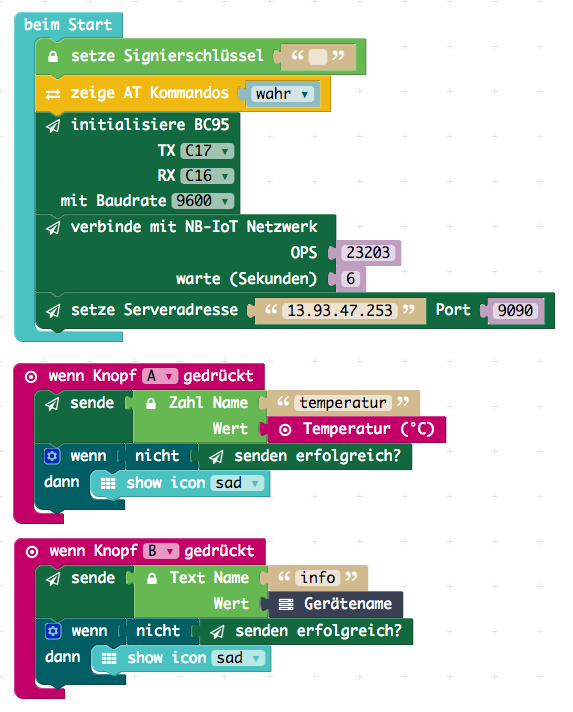 beim Start
setze Signierschlüssel “ ”
zeige AT Kommandos wahr
initialisiere BC95
TX C17
RX C16
mit Baudrate 9600
verbinde mit NB-IoT Netzwerk
OPS 23203
warte (Sekunden) 6
setze Serveradresse “ 13.93.47.253 ” Port 9090
wenn Knopf A gedrückt
sende Zahl Name “ temperatur ”
Wert Temperatur (°C)
wenn nicht senden erfolgreich?
dann show icon sad
wenn Knopf B gedrückt
sende Text Name “ info ”
Wert Gerätename
wenn nicht senden erfolgreich?
dann show icon sad